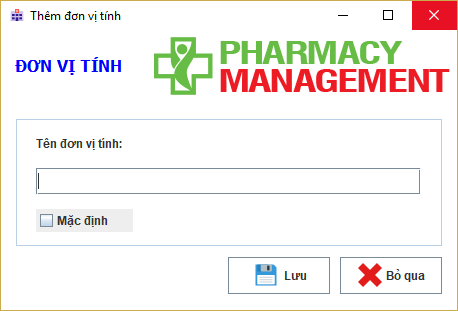 Thêm đơn vị tính
ĐƠN VỊ TÍNH
PHARMACY
MANAGEMENT
Tên đơn vị tính:
Mặc định
Lưu
Bỏ qua